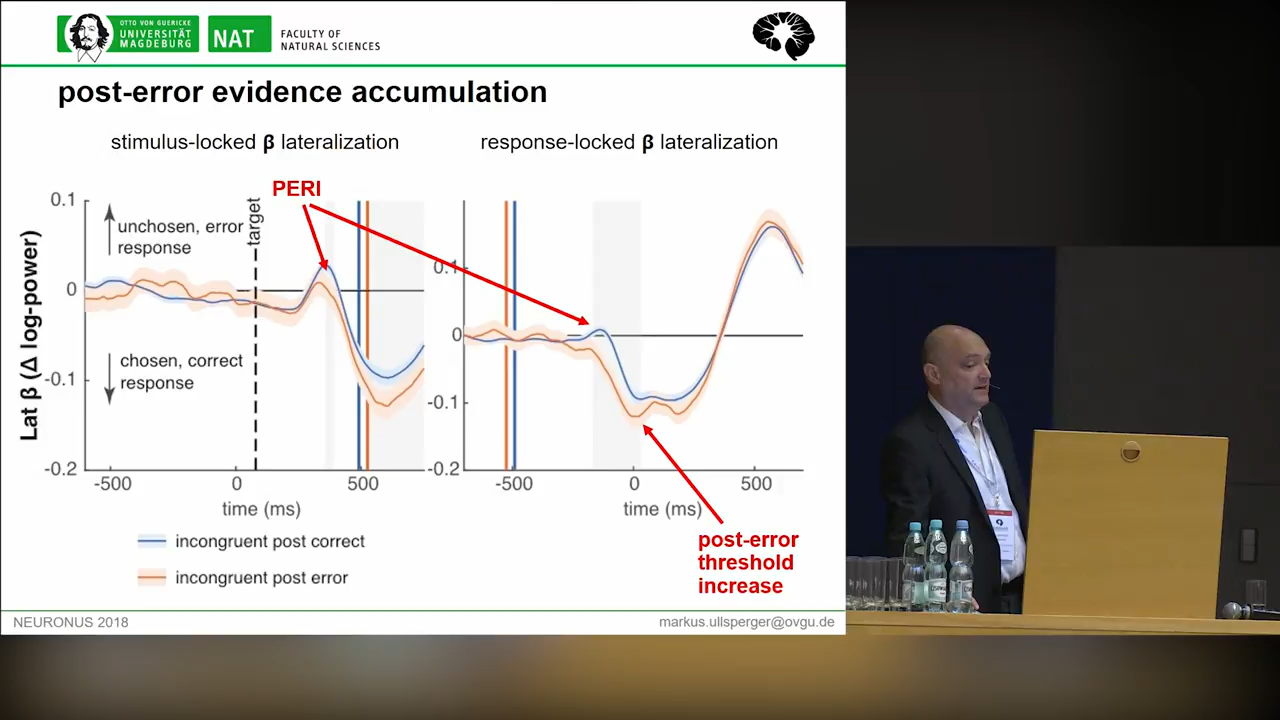 OTTO VON GUERICKE
UNIVERSITÄT
MAGDEBURG
NAT
FACULTY OF
NATURAL SCIENCES
post-error evidence accumulation
stimulus-locked β lateralization
response-locked β lateralization
PERI
Lat β (Δ log-power)
0.1
0
-0.1
-0.2
unchosen, error
response
chosen, correct
response
target
-500
0
500
time (ms)
0.1
0
-0.1
-0.2
-500
0
500
time (ms)
post-error
threshold
increase
incongruent post correct
incongruent post error
NEURONUS 2018
markus.ullsperger@ovgu.de